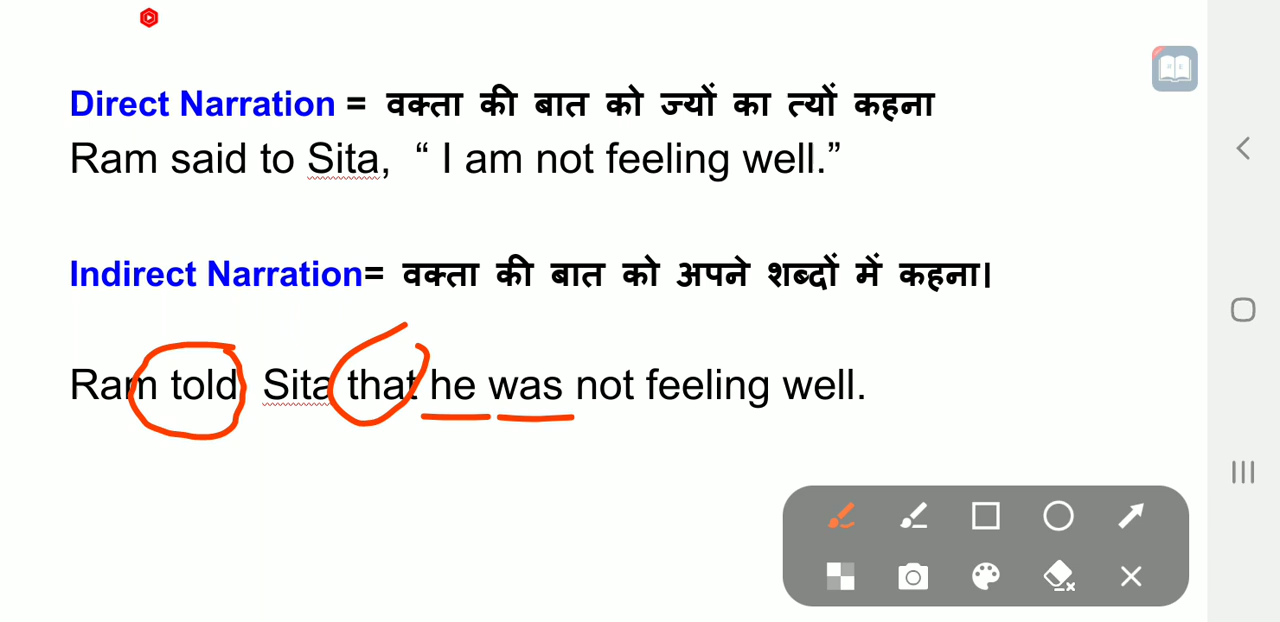 Direct Narration = वक्ता की बात को ज्यों का त्यों कहना
Ram said to Sita, “ I am not feeling well.”
Indirect Narration= वक्ता की बात को अपने शब्दों में कहना।
Ram told Sita that he was not feeling well.